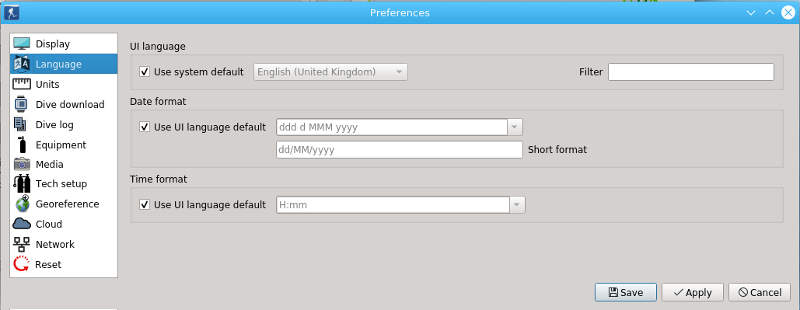 Preferences
Display
Language
Units
Dive download
Dive log
Equipment
Media
Tech setup
Georeference
Cloud
Network
Reset
UI language
Use system default English (United Kingdom) Filter
Date format
Use UI language default ddd d MMM yyyy
dd/MM/yyyy Short format
Time format
Use UI language default H:mm
Save Apply Cancel